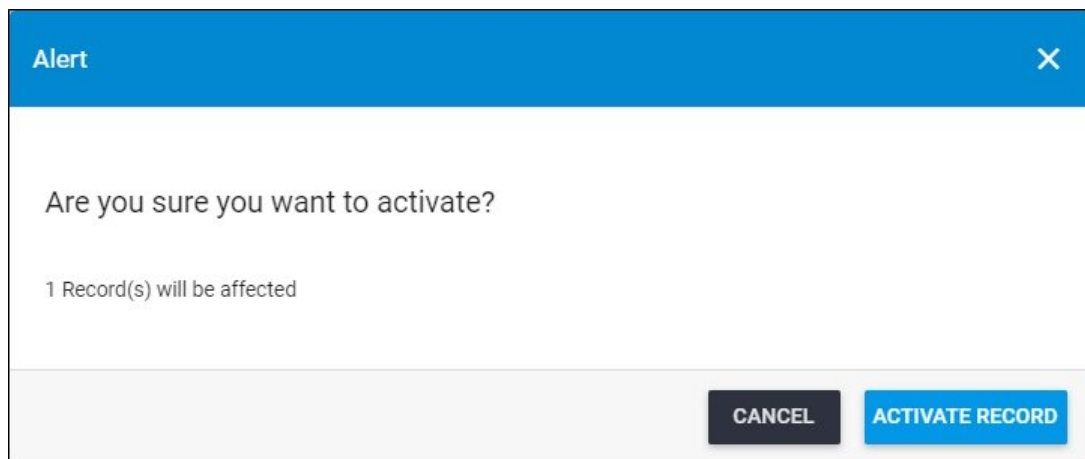 Alert
Are you sure you want to activate?
1 Record(s) will be affected
CANCEL
ACTIVATE RECORD